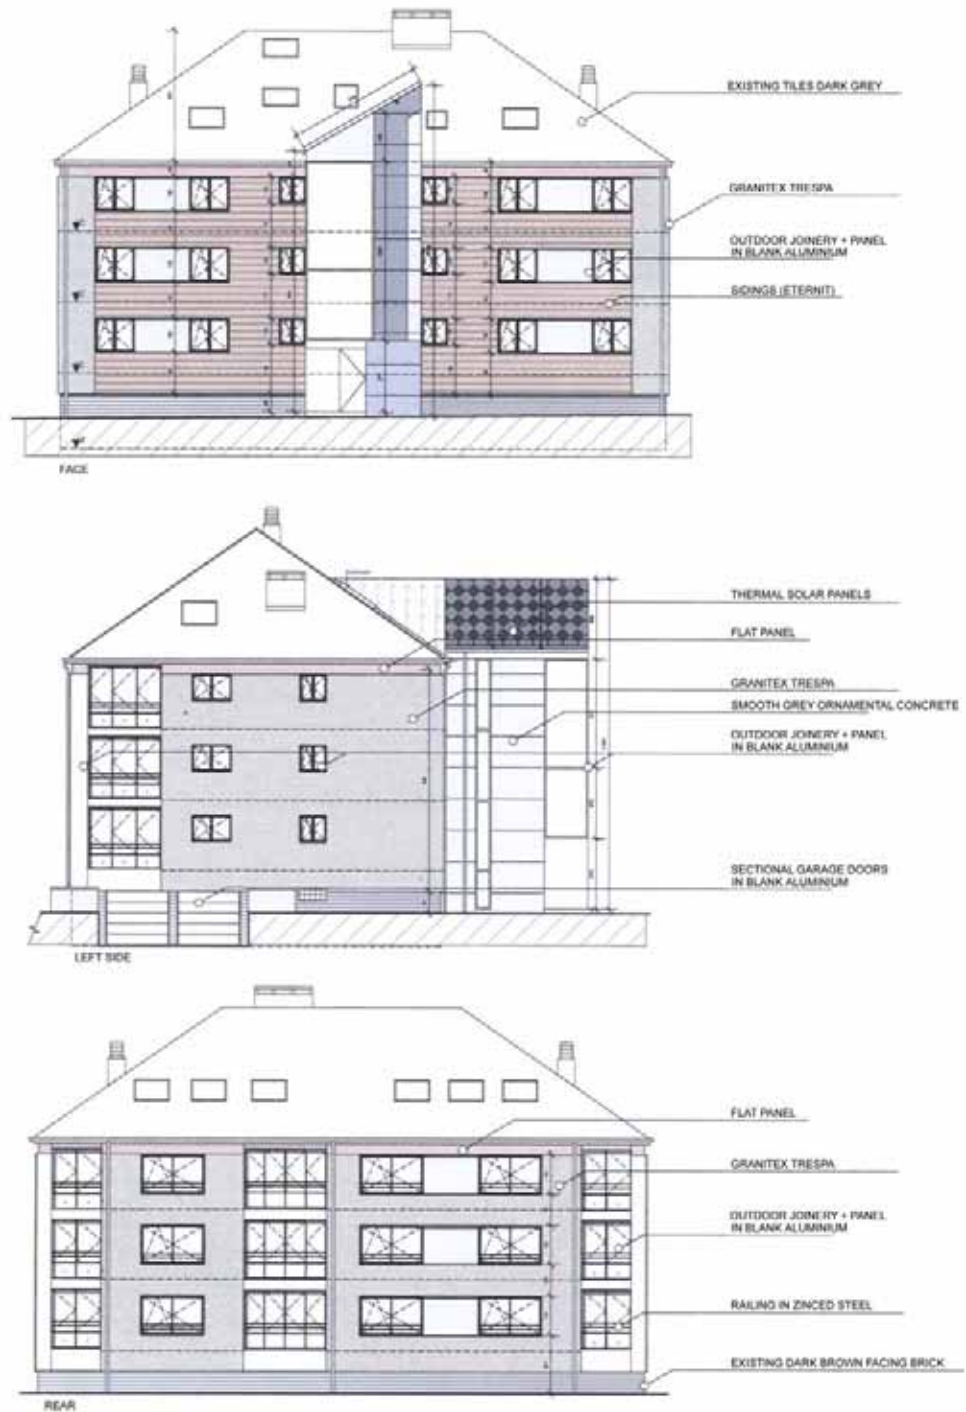 EXISTING TILES DARK GREY
GRANITEX TRESPA
OUTDOOR JOINERY + PANEL
IN BLANK ALUMINIUM
SIDINGS (ETERNIT)
FACE
THERMAL SOLAR PANELS
FLAT PANEL
GRANITEX TRESPA
SMOOTH GREY ORNAMENTAL CONCRETE
OUTDOOR JOINERY + PANEL
IN BLANK ALUMINIUM
SECTIONAL GARAGE DOORS
IN BLANK ALUMINIUM
LEFT SIDE
FLAT PANEL
GRANITEX TRESPA
OUTDOOR JOINERY + PANEL
IN BLANK ALUMINIUM
RAILING IN ZINCED STEEL
EXISTING DARK BROWN FACING BRICK
REAR